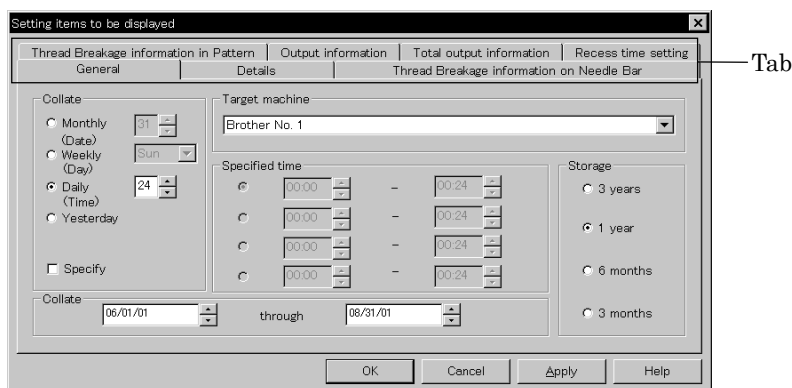 Setting items to be displayed
Thread Breakage information in Pattern Output information Total output information Recess time setting
General Details Thread Breakage information on Needle Bar
Tab
Collate
Monthly 31
(Date)
Weekly Sun
(Day)
Daily 24
(Time)
Yesterday
Specify
Target machine
Brother No. 1
Specified time
00:00 – 00:24
00:00 – 00:24
00:00 – 00:24
00:00 – 00:24
Storage
3 years
1 year
6 months
3 months
Collate
06/01/01 through 08/31/01
OK Cancel Apply Help